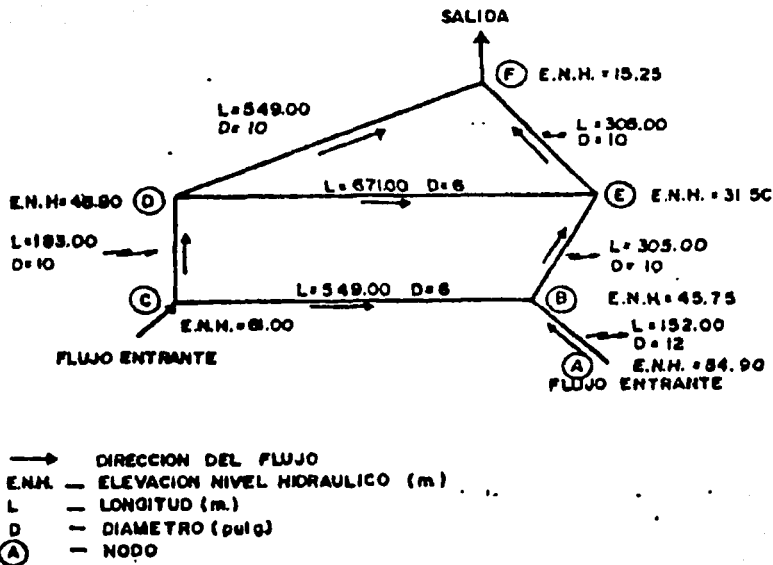 SALIDA
F E.N.H. = 15.25
L=549.00
D= 10
L=305.00
D=10
L= 671.00 D=6
D
E E.N.H. = 31.50
L=183.00
D=10
L=305.00
D= 10
L=549.00 D=6
C
B E.N.H=45.75
E.N.H.=61.00
L=152.00
D= 12
FLUJO ENTRANTE
A E.N.H.=54.90
FLUJO ENTRANTE
DIRECCION DEL FLUJO
E.N.H. — ELEVACION NIVEL HIDRAULICO (m)
L — LONGITUD (m.)
D — DIAMETRO (pulg)
A — NODO